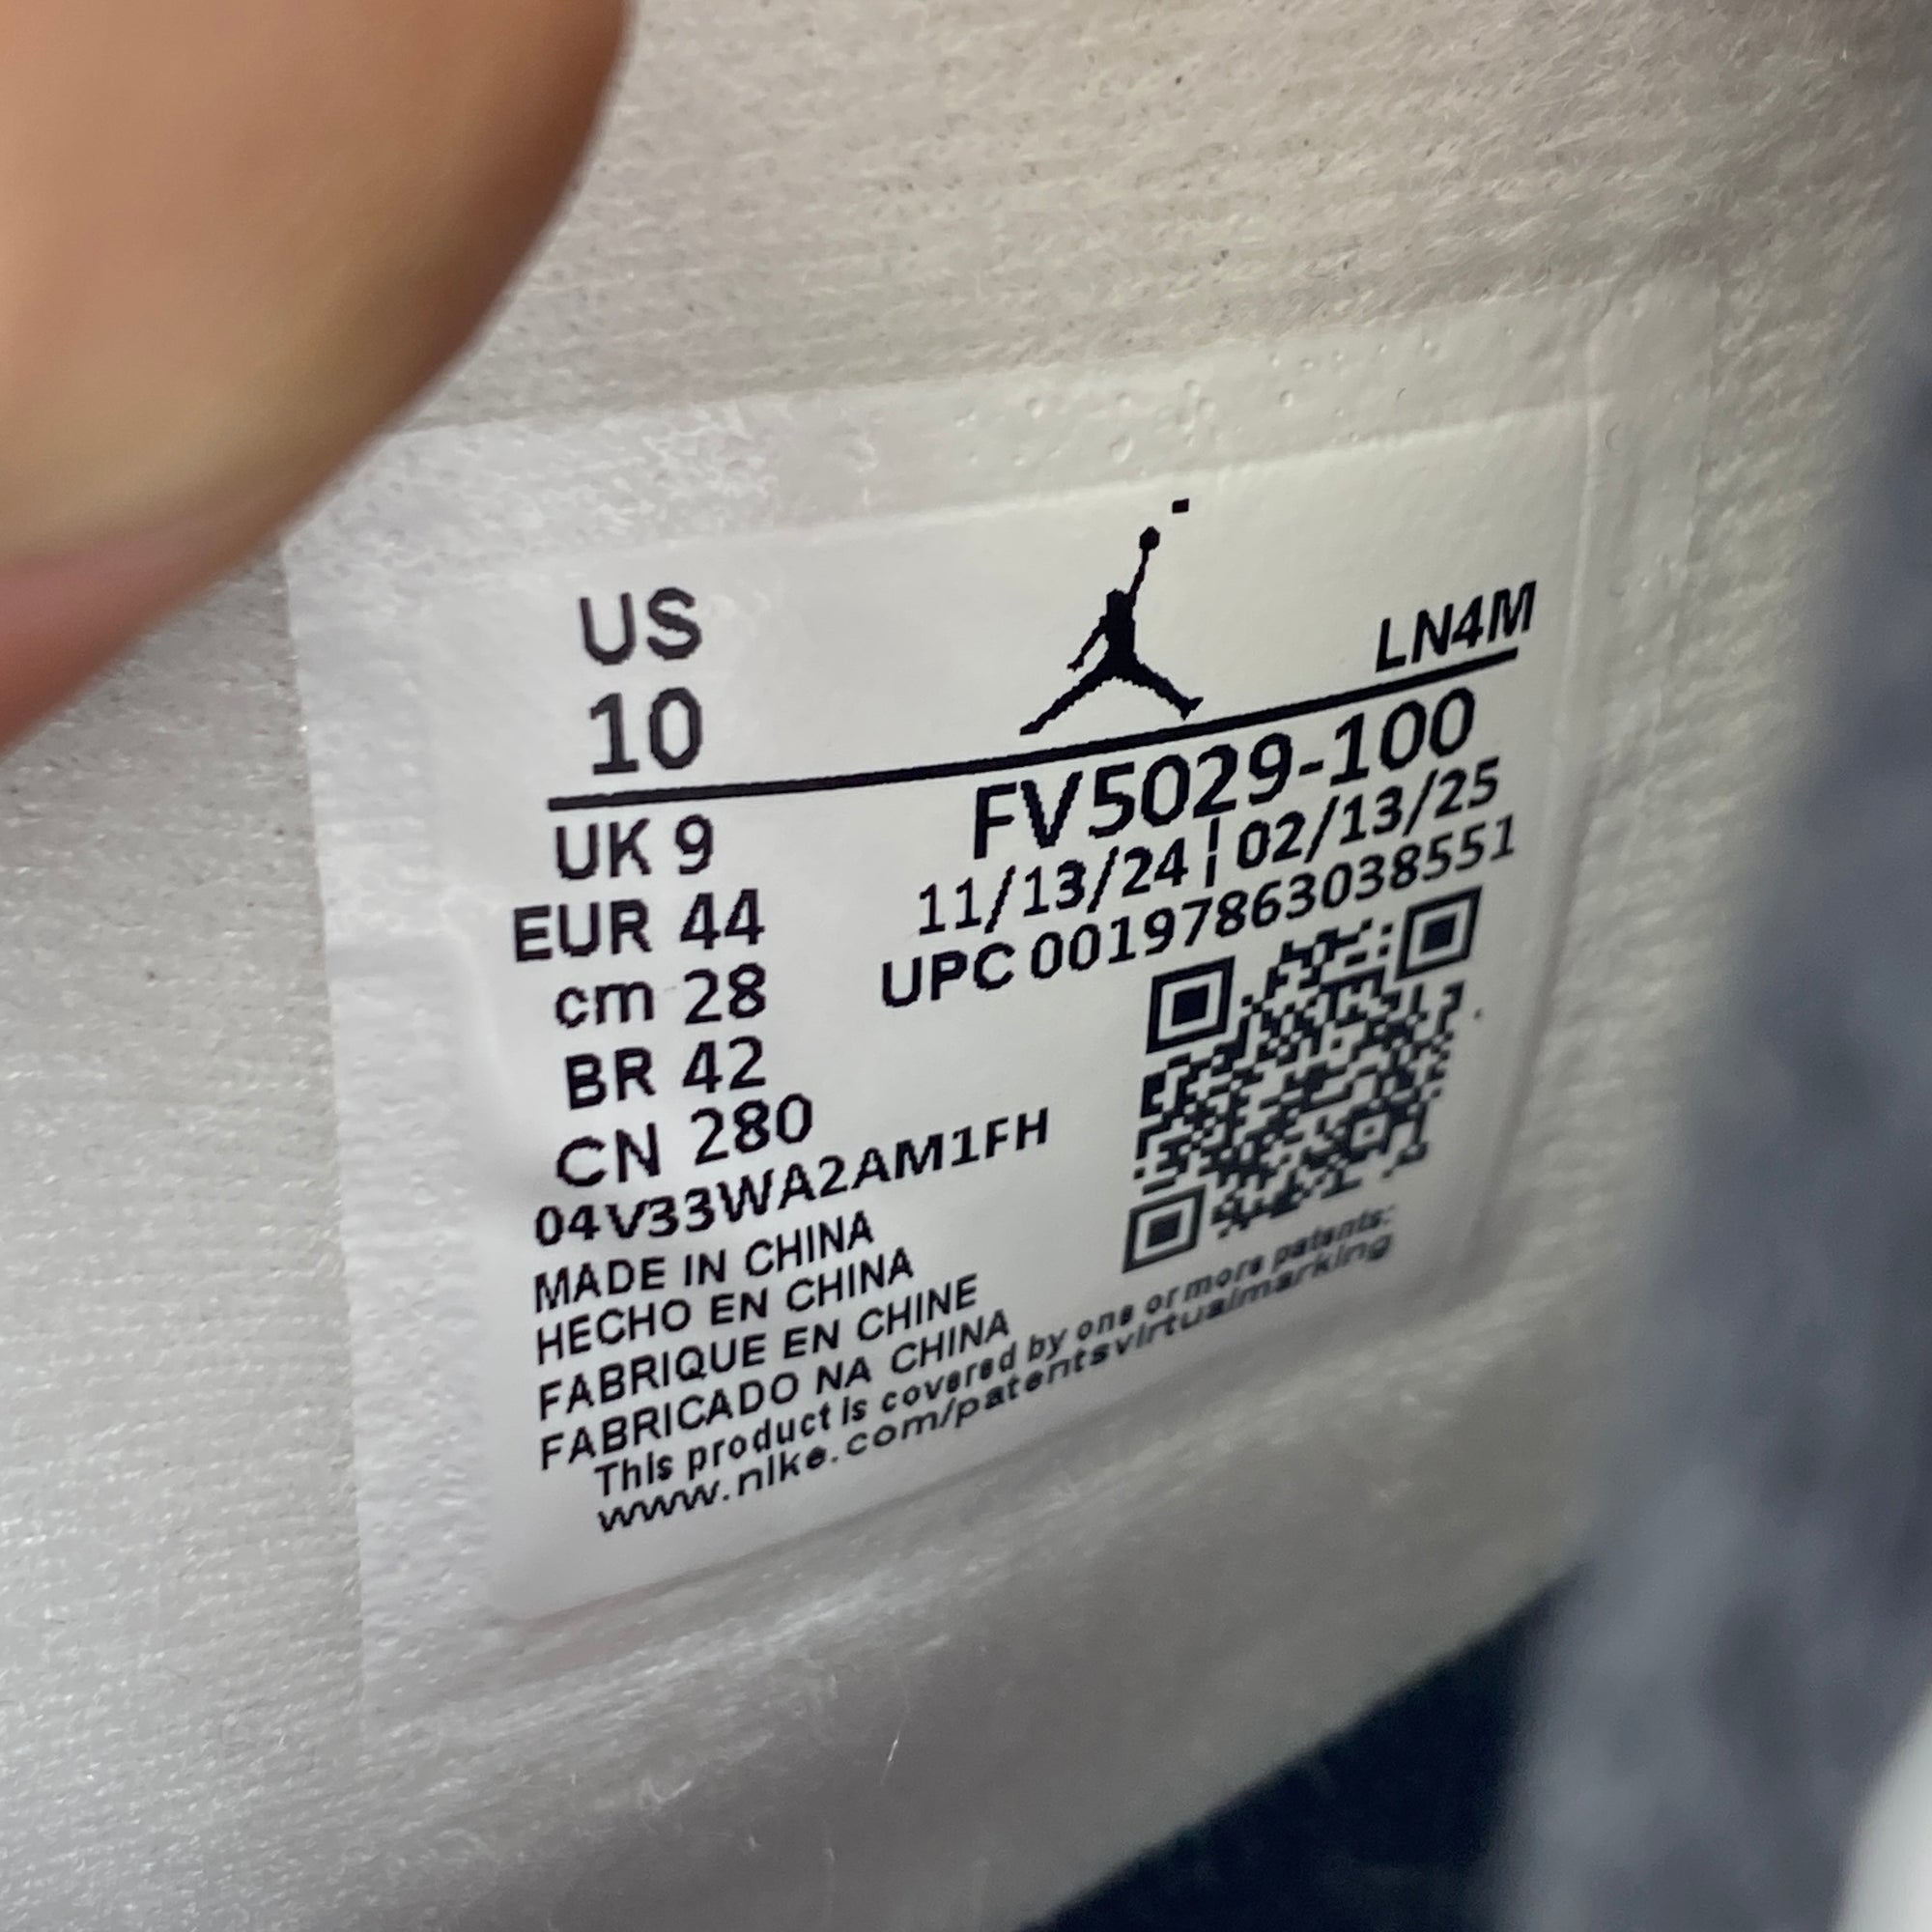 US
10
LN4M
UK 9
EUR 44
cm 28
BR 42
CN 280
FV5029-100
11/13/24 ¦ 02/13/25
UPC 00197863038551
04V33WA2AM1FH
MADE IN CHINA
HECHO EN CHINA
FABRIQUE EN CHINE
FABRICADO NA CHINA
This product is covered by one or more patents:
www.nike.com/patentsvirtualmarking